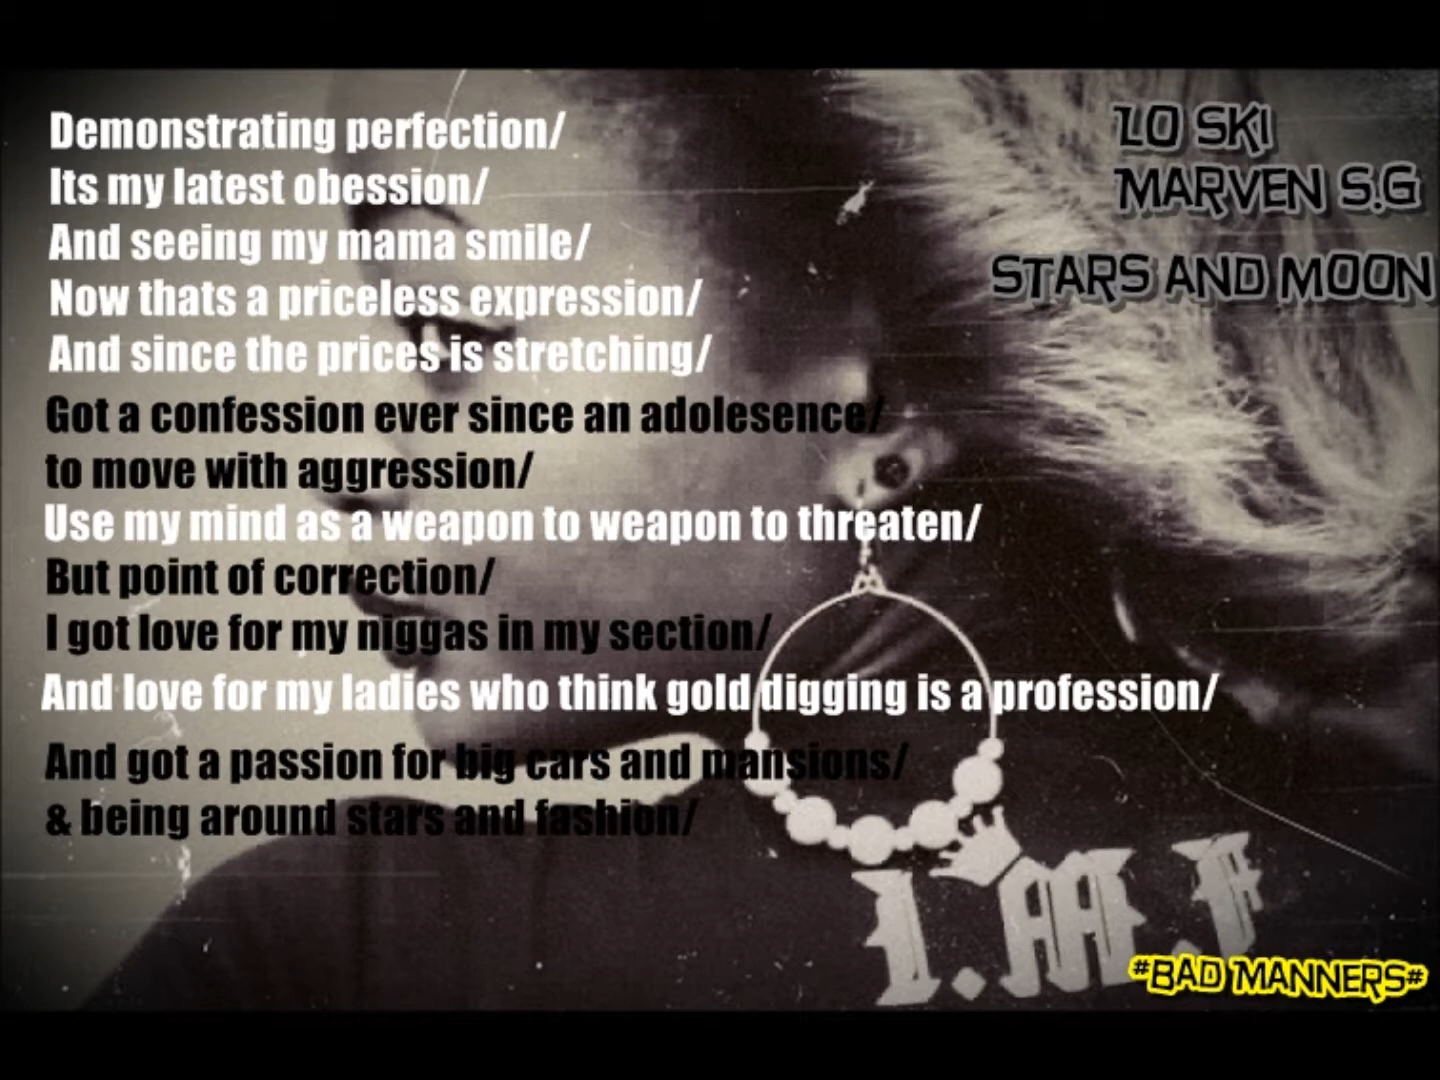 Demonstrating perfection/
Its my latest obession/
And seeing my mama smile/
Now thats a priceless expression/
And since the prices is stretching/
Got a confession ever since an adolesence/
to move with aggression/
Use my mind as a weapon to weapon to threaten/
But point of correction/
I got love for my niggas in my section/
And love for my ladies who think gold digging is a profession/
And got a passion for big cars and mansions/
& being around stars and fashion/
LO SKI
MARVEN S.G
STARS AND MOON
I.M.F
#BAD MANNERS#